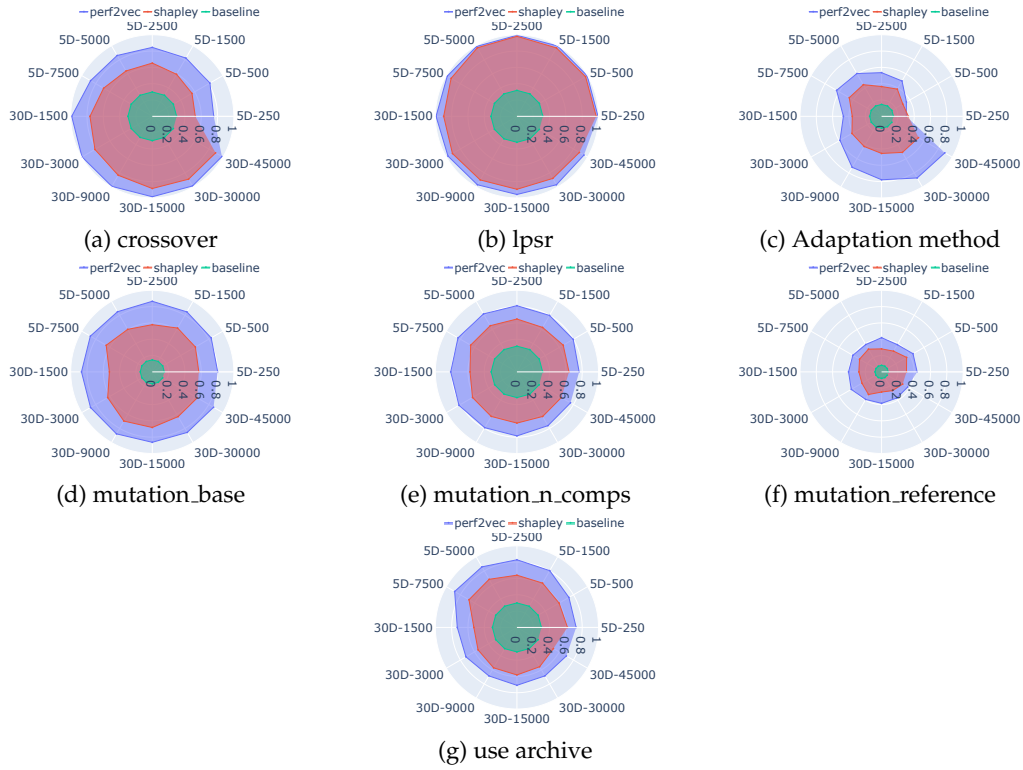 perf2vec shapley baseline perf2vec shapley baseline perf2vec shapley baseline
5D-2500 5D-2500 5D-2500
5D-5000 5D-1500 5D-5000 5D-1500 5D-5000 5D-1500
5D-7500 5D-500 5D-7500 5D-500 5D-7500 5D-500
30D-1500 0 0.2 0.4 0.6 0.8 1 5D-250 30D-1500 0 0.2 0.4 0.6 0.8 1 5D-250 30D-1500 0 0.2 0.4 0.6 0.8 1 5D-250
30D-3000 30D-45000 30D-3000 30D-45000 30D-3000 30D-45000
30D-9000 30D-30000 30D-9000 30D-30000 30D-9000 30D-30000
30D-15000 30D-15000 30D-15000
(a) crossover (b) lpsr (c) Adaptation method
perf2vec shapley baseline perf2vec shapley baseline perf2vec shapley baseline
5D-2500 5D-2500 5D-2500
5D-5000 5D-1500 5D-5000 5D-1500 5D-5000 5D-1500
5D-7500 5D-500 5D-7500 5D-500 5D-7500 5D-500
30D-1500 0 0.2 0.4 0.6 0.8 1 5D-250 30D-1500 0 0.2 0.4 0.6 0.8 1 5D-250 30D-1500 0 0.2 0.4 0.6 0.8 1 5D-250
30D-3000 30D-45000 30D-3000 30D-45000 30D-3000 30D-45000
30D-9000 30D-30000 30D-9000 30D-30000 30D-9000 30D-30000
30D-15000 30D-15000 30D-15000
(d) mutation_base (e) mutation_n_comps (f) mutation_reference
perf2vec shapley baseline
5D-2500
5D-5000 5D-1500
5D-7500 5D-500
30D-1500 0 0.2 0.4 0.6 0.8 1 5D-250
30D-3000 30D-45000
30D-9000 30D-30000
30D-15000
(g) use archive